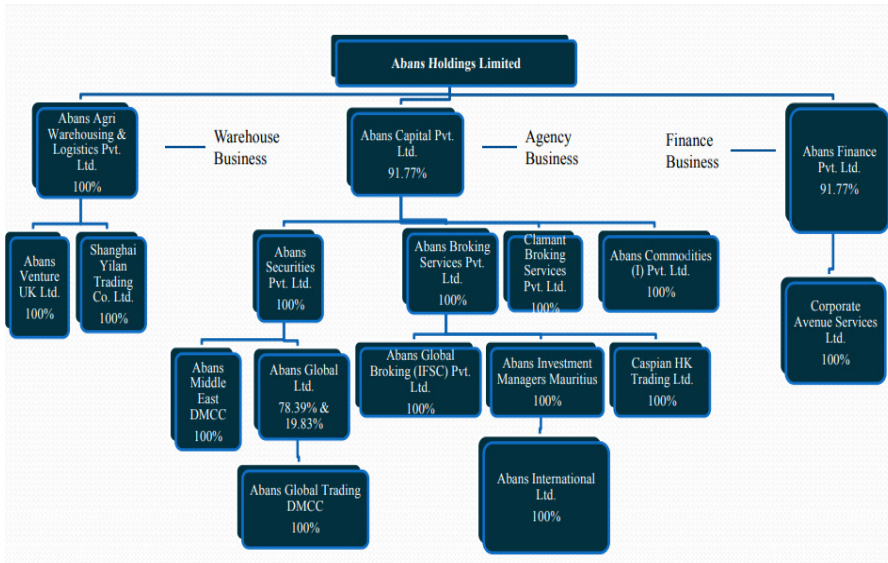 Abans Holdings Limited
Abans Agri
Warehousing &
Logistics Pvt.
Ltd.
100%
Warehouse
Business
Abans Capital Pvt.
Ltd.
91.77%
Agency
Business
Finance
Business
Abans Finance
Pvt. Ltd.
91.77%
Abans
Venture
UK Ltd.
100%
Shanghai
Yilan
Trading
Co. Ltd.
100%
Abans
Securities
Pvt. Ltd.
100%
Abans Broking
Services Pvt.
Ltd.
100%
Clamant
Broking
Services
Pvt. Ltd.
100%
Abans Commodities
(I) Pvt. Ltd.
100%
Corporate
Avenue Services
Ltd.
100%
Abans
Middle
East
DMCC
100%
Abans Global
Ltd.
78.39% &
19.83%
Abans Global
Broking (IFSC) Pvt.
Ltd.
100%
Abans Investment
Managers Mauritius
100%
Caspian HK
Trading Ltd.
100%
Abans Global Trading
DMCC
100%
Abans International
Ltd.
100%